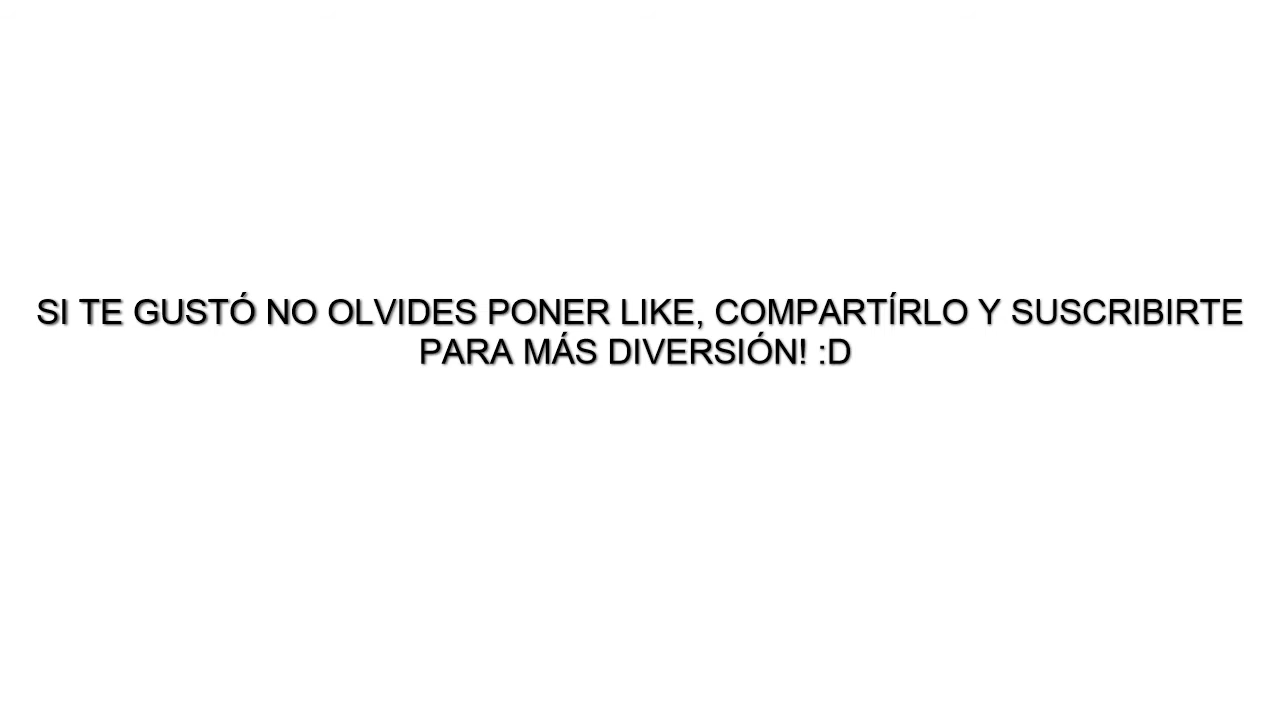 SI TE GUSTÓ NO OLVIDES PONER LIKE, COMPARTÍRLO Y SUSCRIBIRTE
PARA MÁS DIVERSIÓN! :D